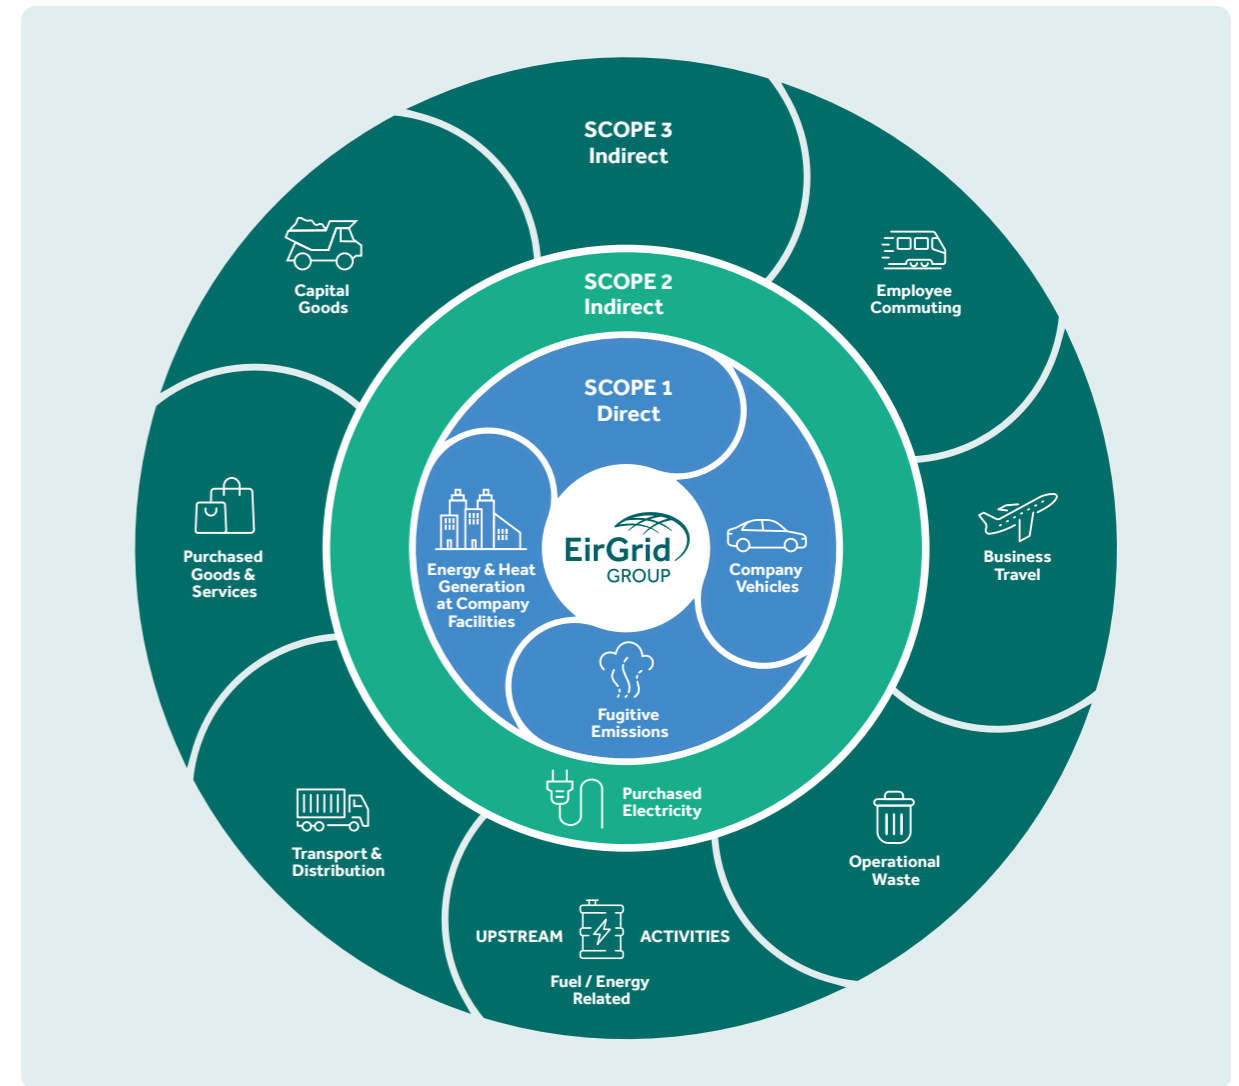 SCOPE 3
Indirect
Capital
Goods
Employee
Commuting
SCOPE 2
Indirect
SCOPE 1
Direct
Purchased
Goods &
Services
Energy & Heat
Generation
at Company
Facilities
EirGrid
GROUP
Company
Vehicles
Business
Travel
Fugitive
Emissions
Purchased
Electricity
Transport &
Distribution
Operational
Waste
UPSTREAM ACTIVITIES
Fuel / Energy
Related